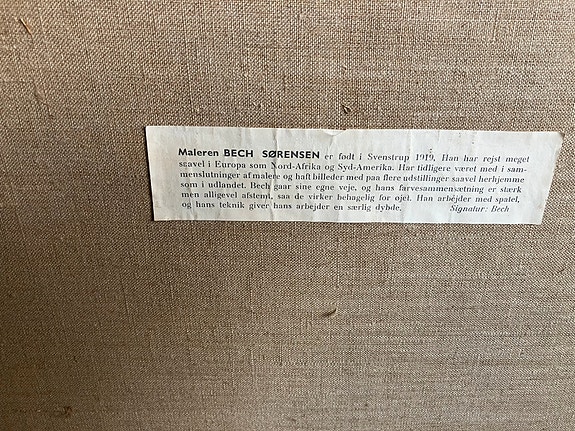 Maleren BECH SØRENSEN er født i Svenstrup 1919. Han har rejst meget
saavel i Europa som Nord-Afrika og Syd-Amerika. Har tidligere været med i sam-
menslutninger af malere og haft billeder med paa flere udstillinger saavel herhjemme
som i udlandet. Bech gaar sine egne veje, og hans farvesammensætning er stærk
men alligevel afstemt, saa de virker behagelig for øjet. Han arbejder med spatel,
og hans teknik giver hans arbejder en særlig dybde. Signatur: Bech